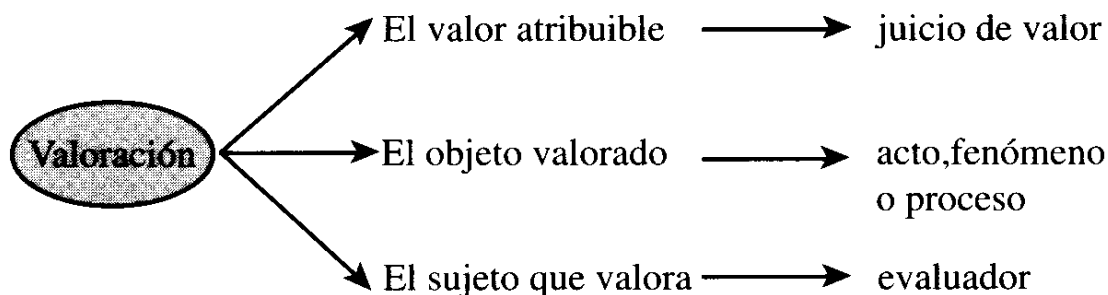 El valor atribuible
juicio de valor
Valoración
El objeto valorado
acto,fenómeno
o proceso
El sujeto que valora
evaluador